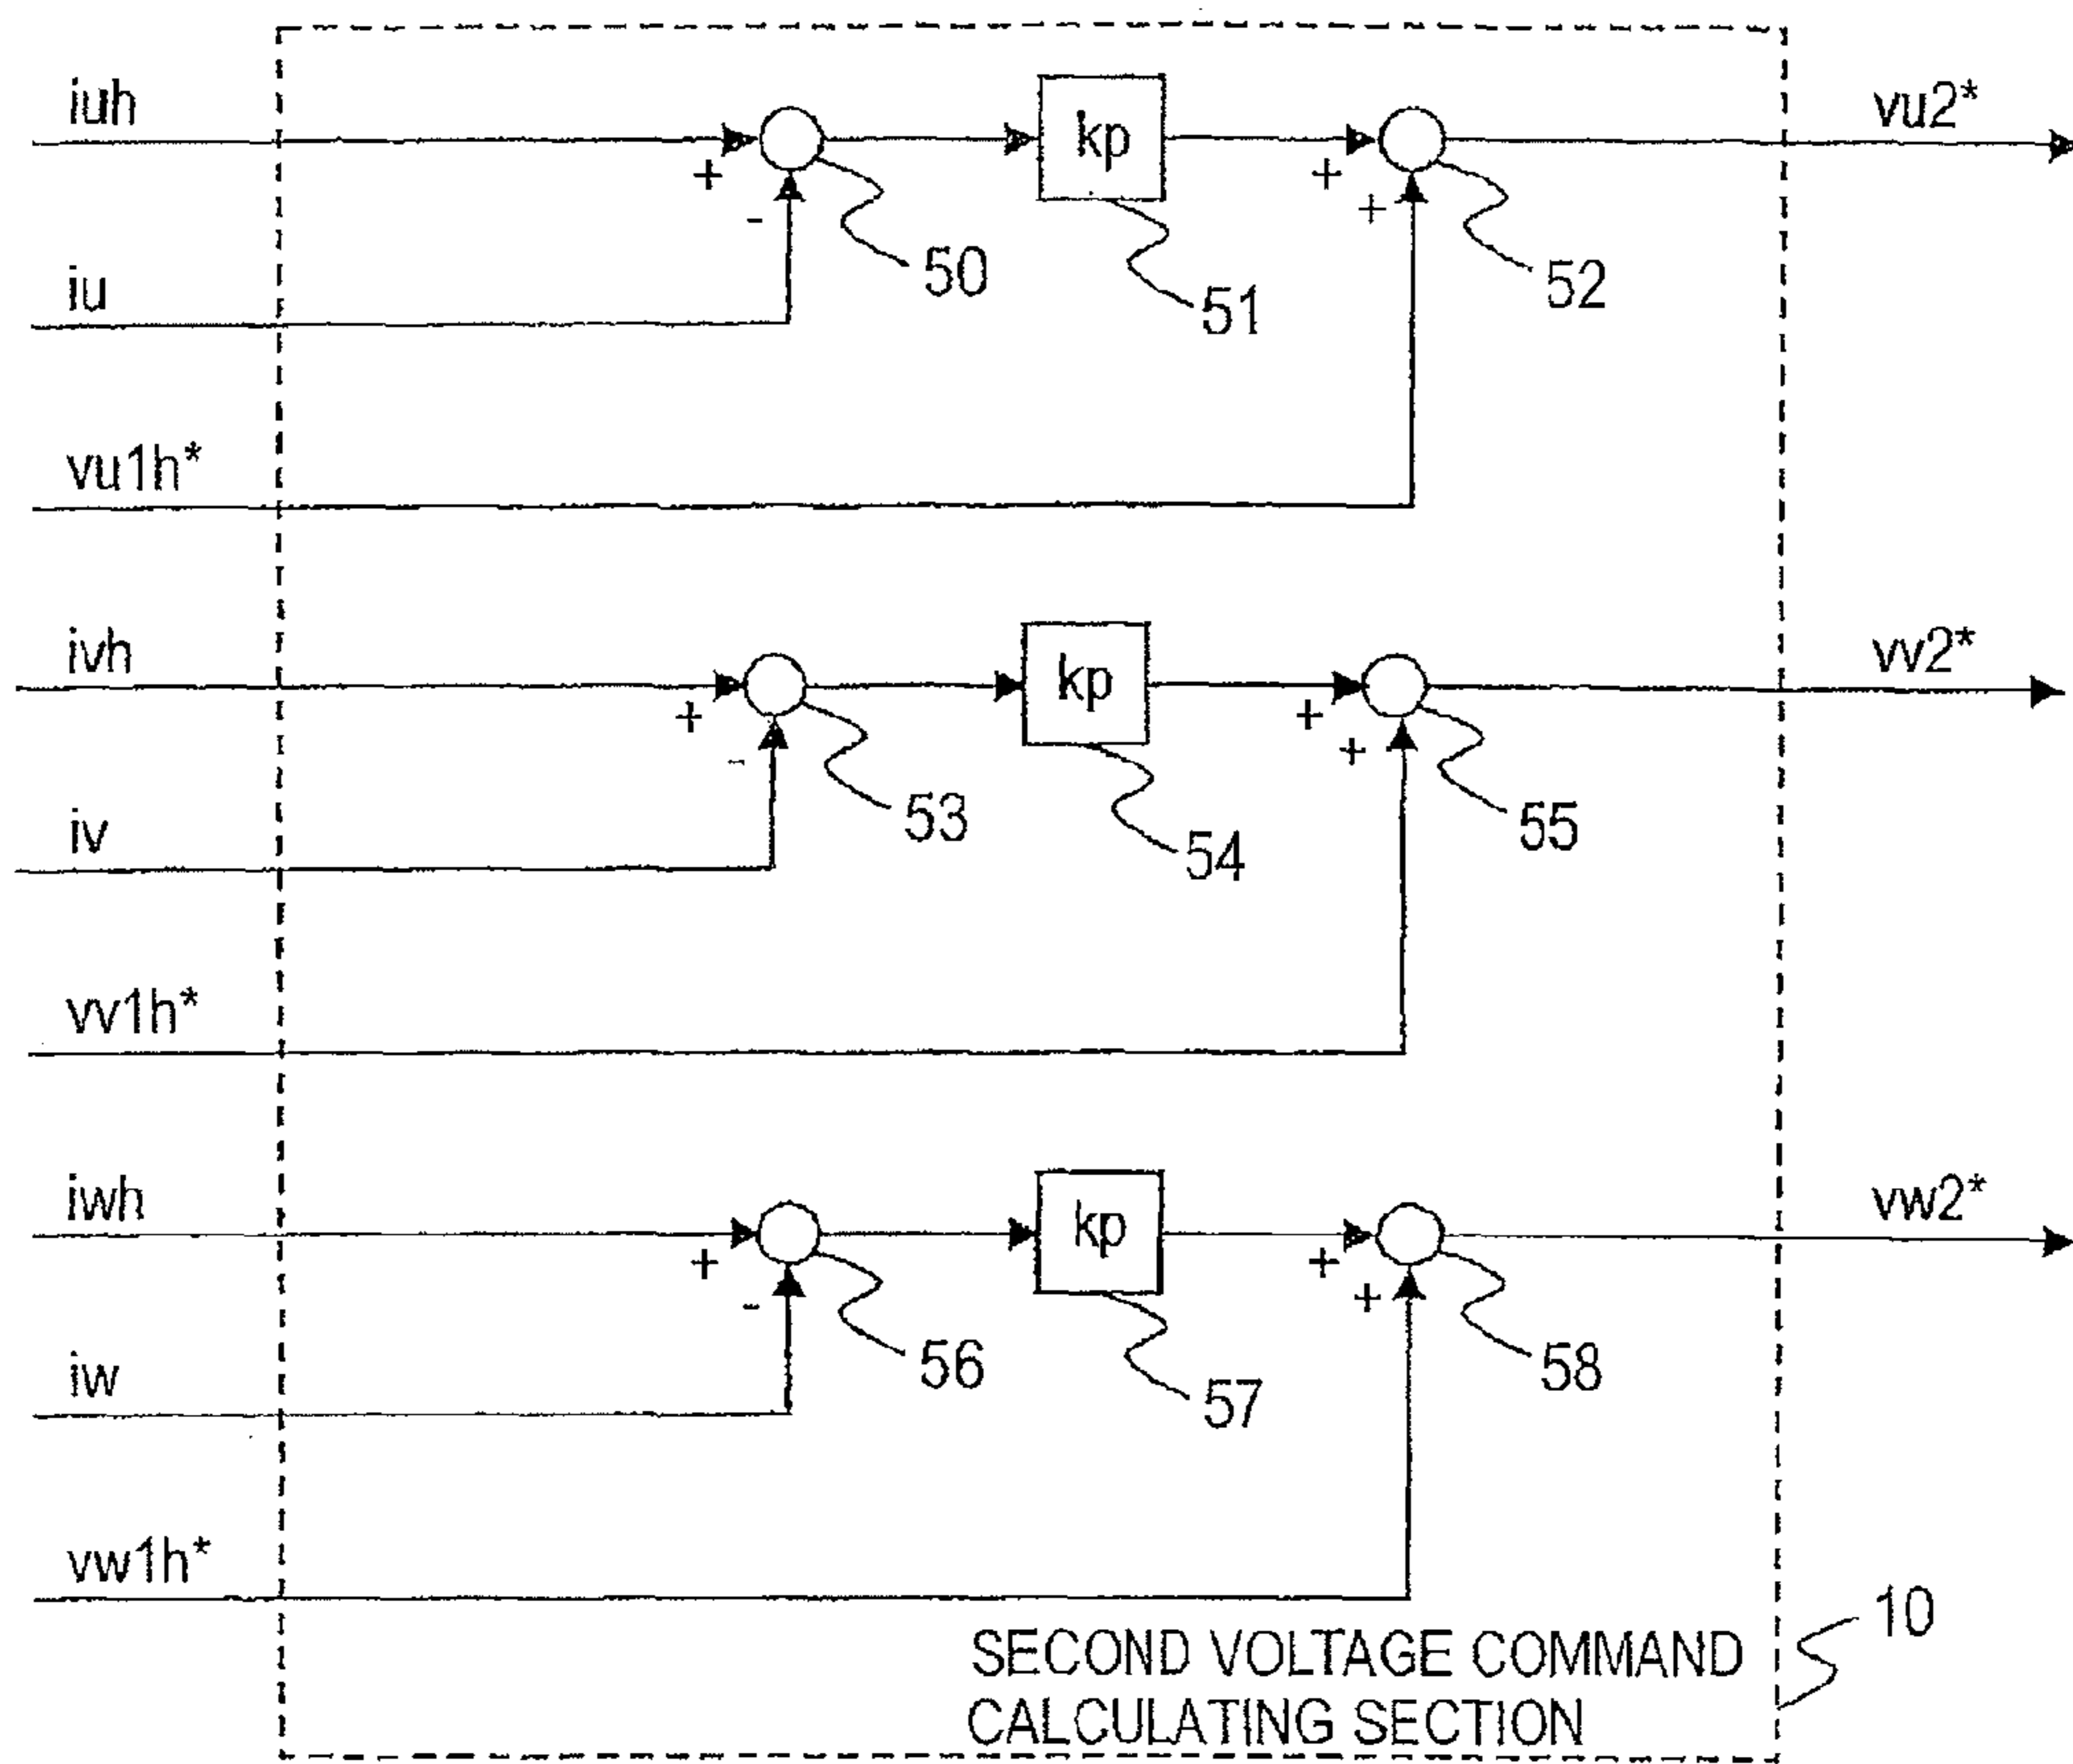 iuh
kp
vu2*
+
-
+
+
iu
50
51
52
vu1h*
ivh
kp
vv2*
+
-
+
+
iv
53
54
55
vv1h*
iwh
kp
vw2*
+
-
+
+
iw
56
57
58
vw1h*
10
SECOND VOLTAGE COMMAND
CALCULATING SECTION